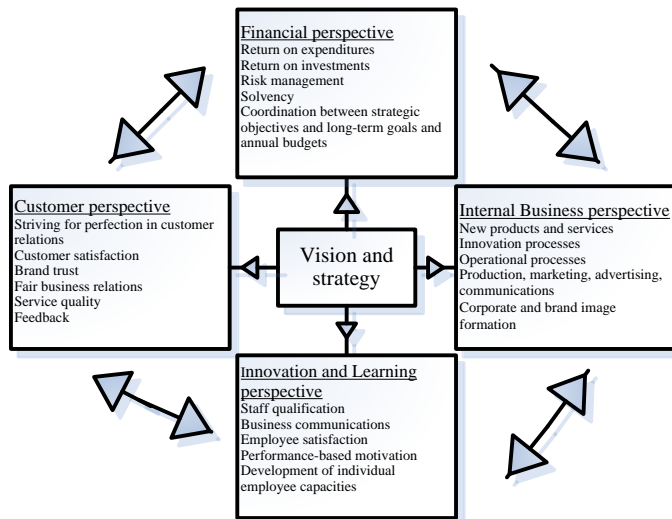 Financial perspective
Return on expenditures
Return on investments
Risk management
Solvency
Coordination between strategic
objectives and long-term goals and
annual budgets
Customer perspective
Striving for perfection in customer
relations
Customer satisfaction
Brand trust
Fair business relations
Service quality
Feedback
Vision and
strategy
Internal Business perspective
New products and services
Innovation processes
Operational processes
Production, marketing, advertising,
communications
Corporate and brand image
formation
Innovation and Learning
perspective
Staff qualification
Business communications
Employee satisfaction
Performance-based motivation
Development of individual
employee capacities